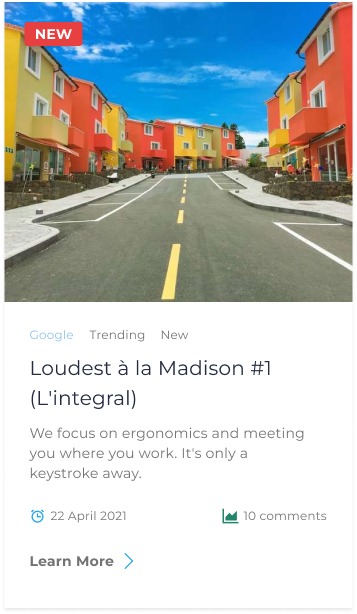 NEW
Google Trending New
Loudest à la Madison #1
(L'integral)
We focus on ergonomics and meeting
you where you work. It's only a
keystroke away.
22 April 2021 10 comments
Learn More